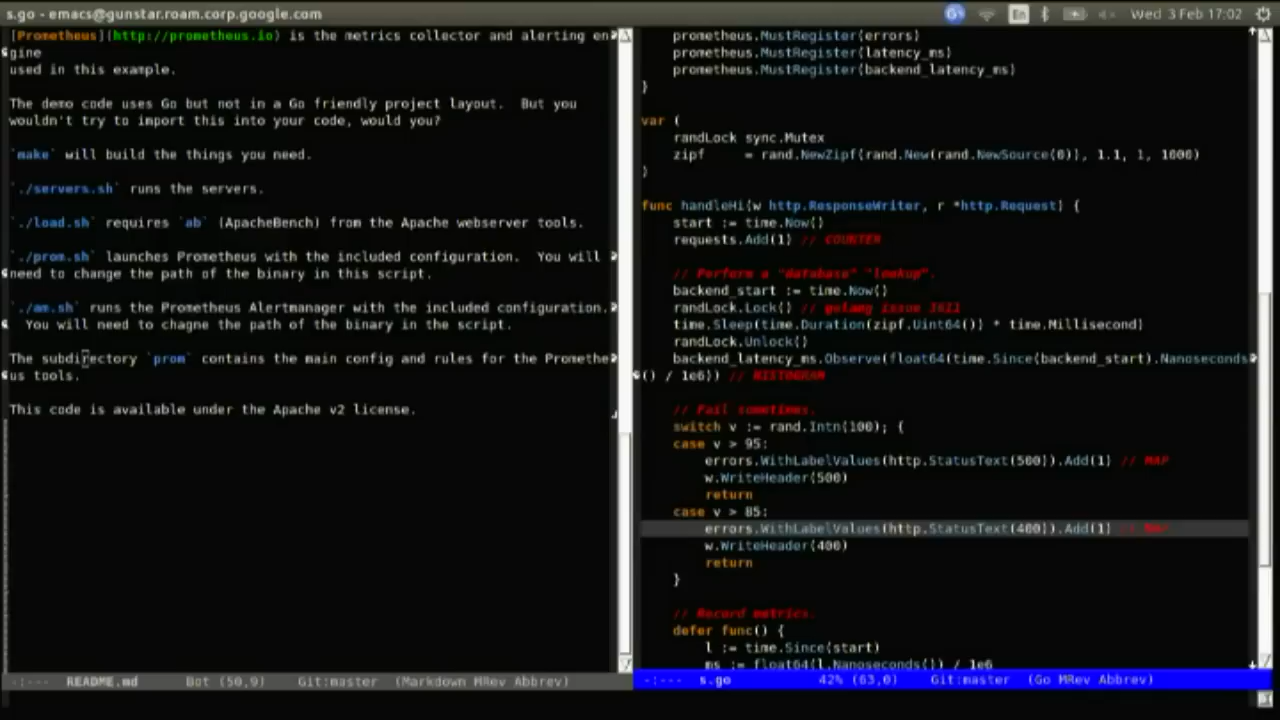 s.go - emacs@gunstar.roam.corp.google.com
En
Wed 3 Feb 17:02
[Prometheus](http://prometheus.io) is the metrics collector and alerting en
gine
used in this example.
The demo code uses Go but not in a Go friendly project layout.  But you
wouldn't try to import this into your code, would you?
`make` will build the things you need.
`./servers.sh` runs the servers.
`./load.sh` requires `ab` (ApacheBench) from the Apache webserver tools.
`./prom.sh` launches Prometheus with the included configuration.  You will
need to change the path of the binary in this script.
`./am.sh` runs the Prometheus Alertmanager with the included configuration.
You will need to chagne the path of the binary in the script.
The subdirectory `prom` contains the main config and rules for the Promethe
us tools.
This code is available under the Apache v2 license.
-:--- README.md Bot (50,9) Git:master (Markdown MRev Abbrev)
prometheus.MustRegister(errors)
prometheus.MustRegister(latency_ms)
prometheus.MustRegister(backend_latency_ms)
}
var (
randLock sync.Mutex
zipf = rand.NewZipf(rand.New(rand.NewSource(0)), 1.1, 1, 1000)
)
func handleHi(w http.ResponseWriter, r *http.Request) {
start := time.Now()
requests.Add(1) // COUNTER
// Perform a "database" "lookup".
backend_start := time.Now()
randLock.Lock() // golang issue 3611
time.Sleep(time.Duration(zipf.Uint64()) * time.Millisecond)
randLock.Unlock()
backend_latency_ms.Observe(float64(time.Since(backend_start).Nanoseconds
() / 1e6)) // HISTOGRAM
// Fail sometimes.
switch v := rand.Intn(100); {
case v > 95:
errors.WithLabelValues(http.StatusText(500)).Add(1) // MAP
w.WriteHeader(500)
return
case v > 85:
errors.WithLabelValues(http.StatusText(400)).Add(1) // MAP
w.WriteHeader(400)
return
}
// Record metrics.
defer func() {
l := time.Since(start)
ms := float64(l.Nanoseconds()) / 1e6
-:--- s.go 42% (63,0) Git:master (Go MRev Abbrev)